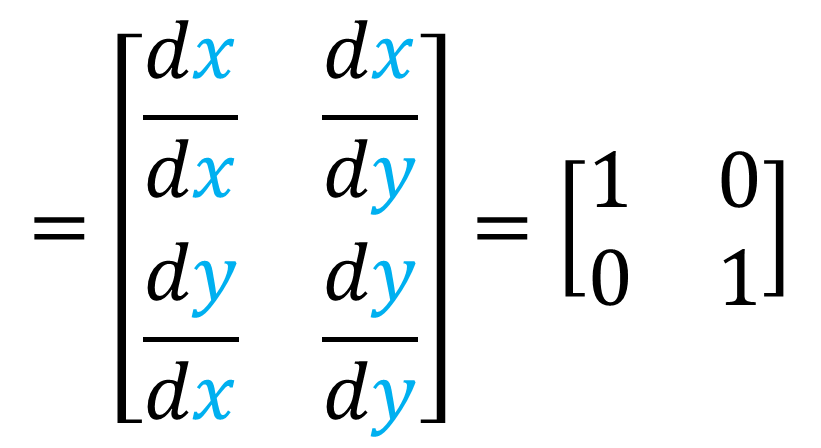 = [dx/dx dx/dy
dy/dx dy/dy] = [1 0
0 1]